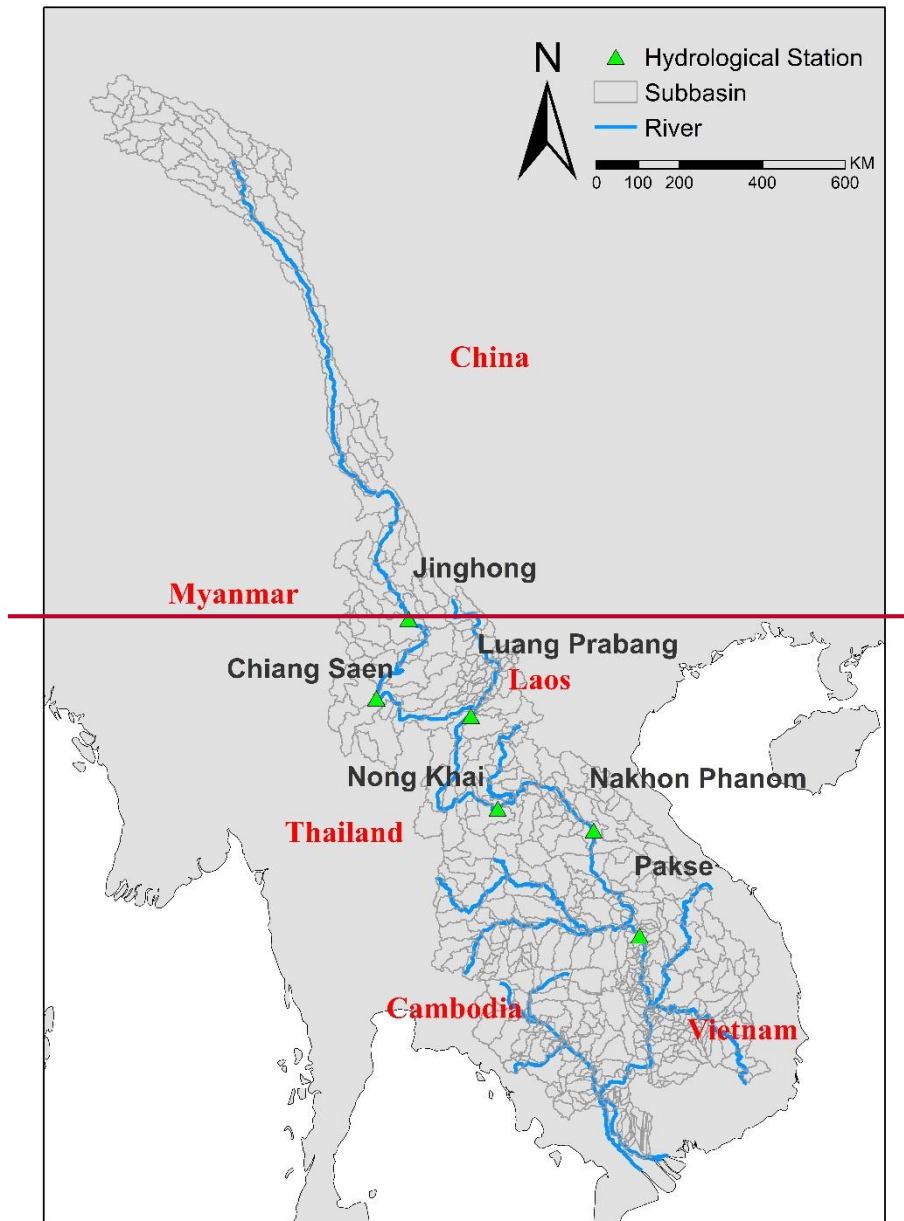 N
Hydrological Station
Subbasin
River
KM
0 100 200 400 600
China
Jinghong
Myanmar
Luang Prabang
Chiang Saen
Laos
Nong Khai
Nakhon Phanom
Thailand
Pakse
Cambodia
Vietnam